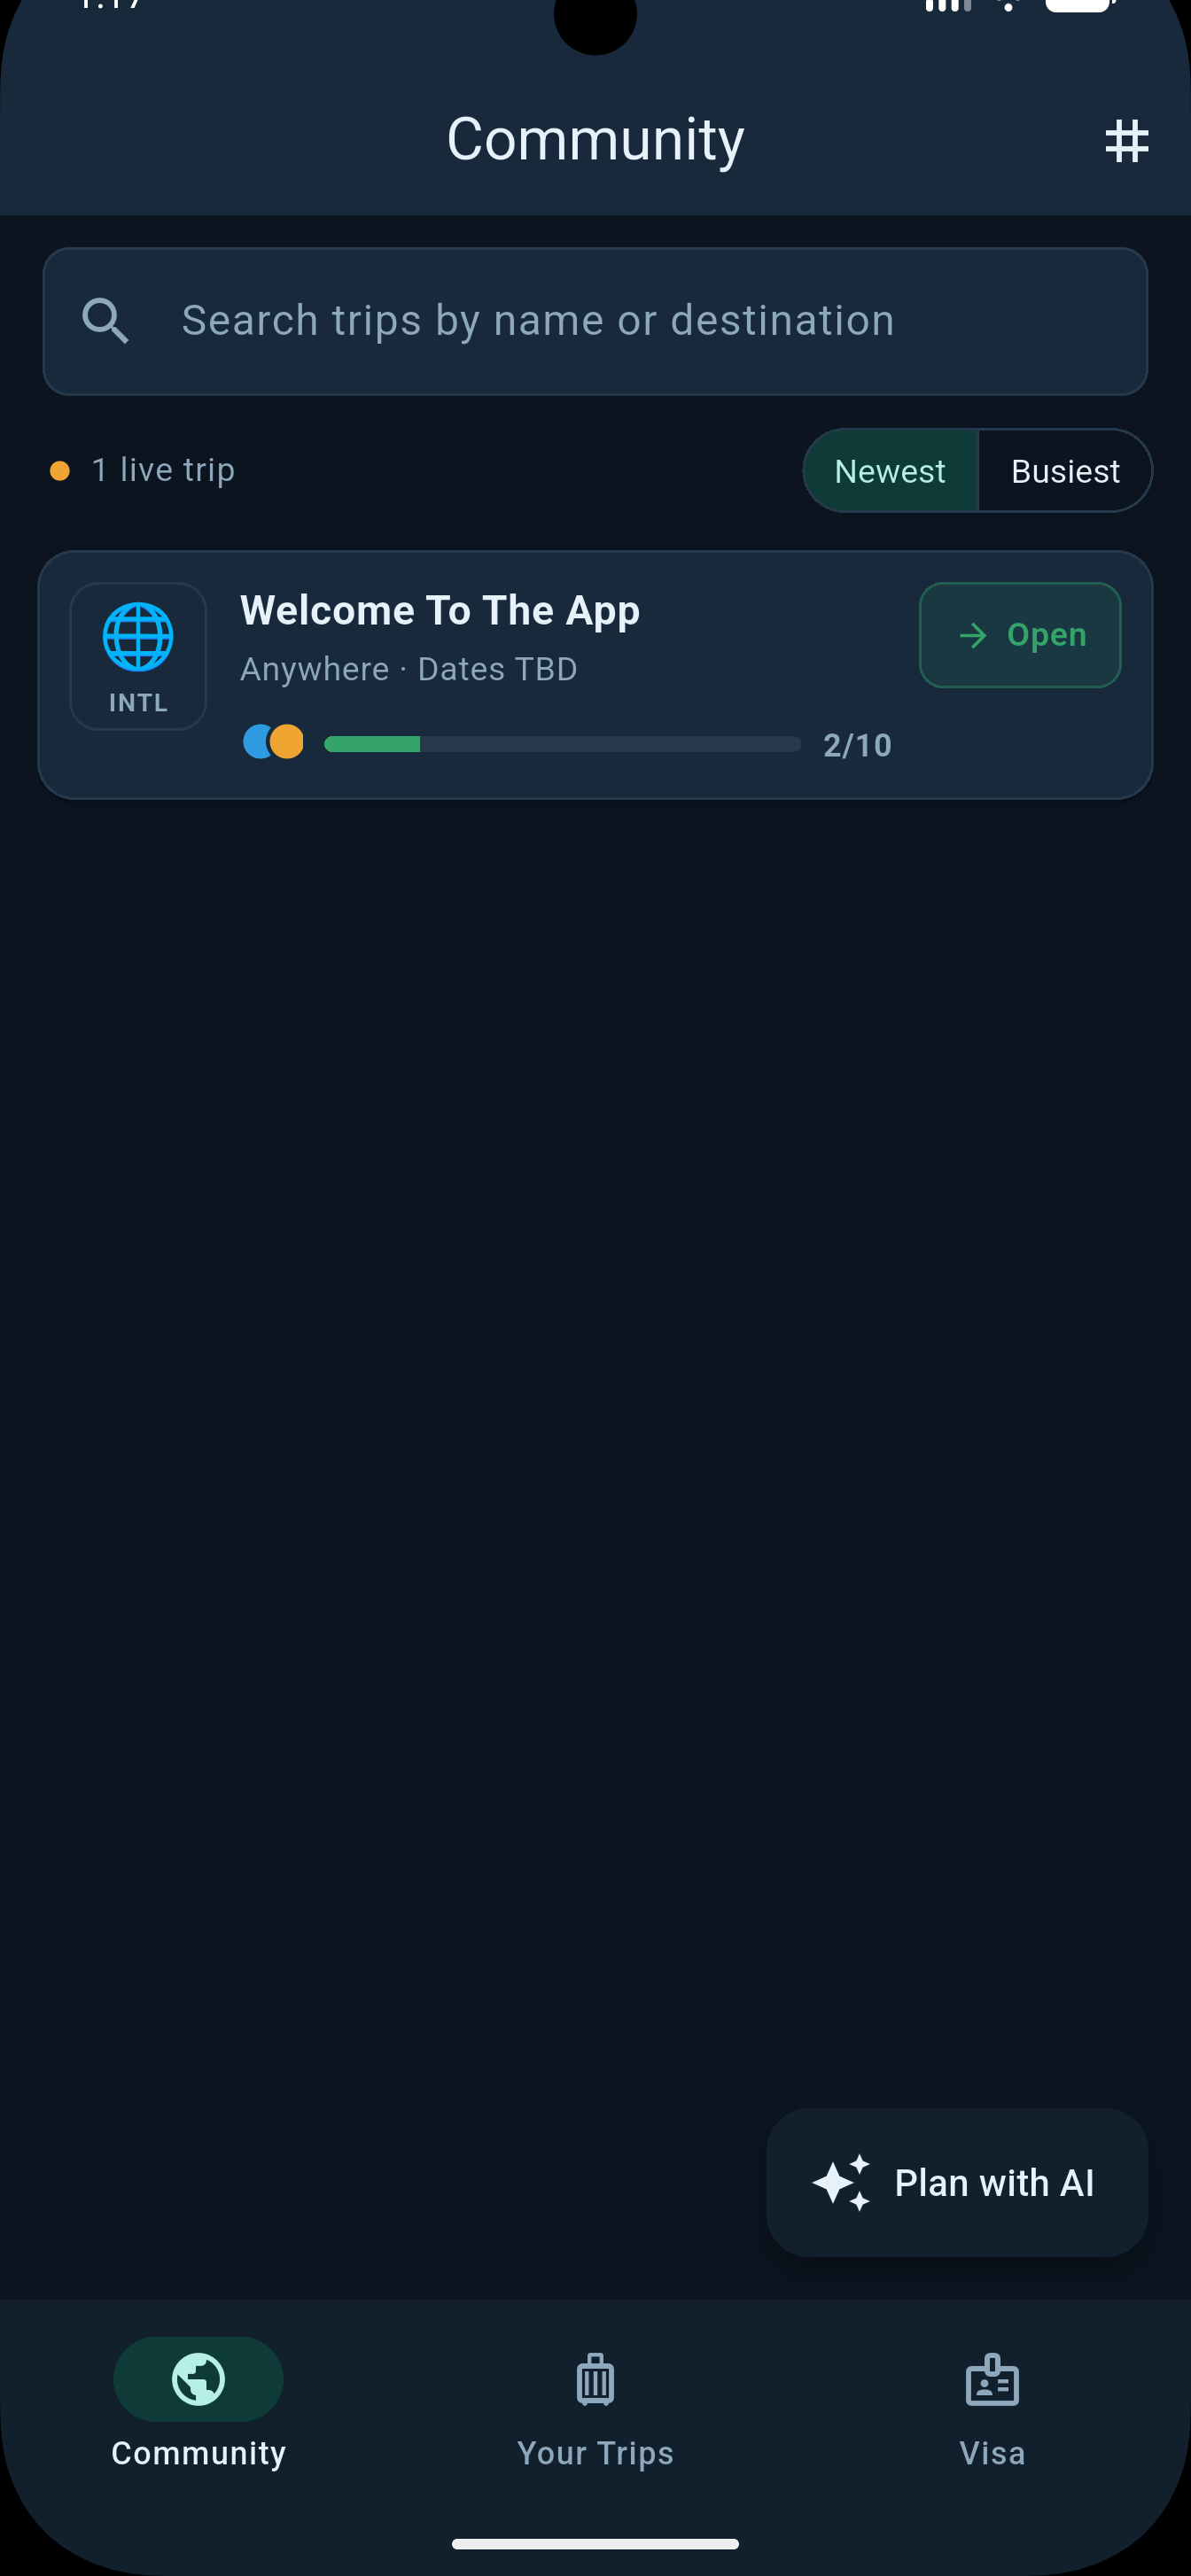 Community
Search trips by name or destination
1 live trip
Newest
Busiest
Welcome To The App
Open
INTL
Anywhere · Dates TBD
2/10
Plan with AI
Community
Your Trips
Visa